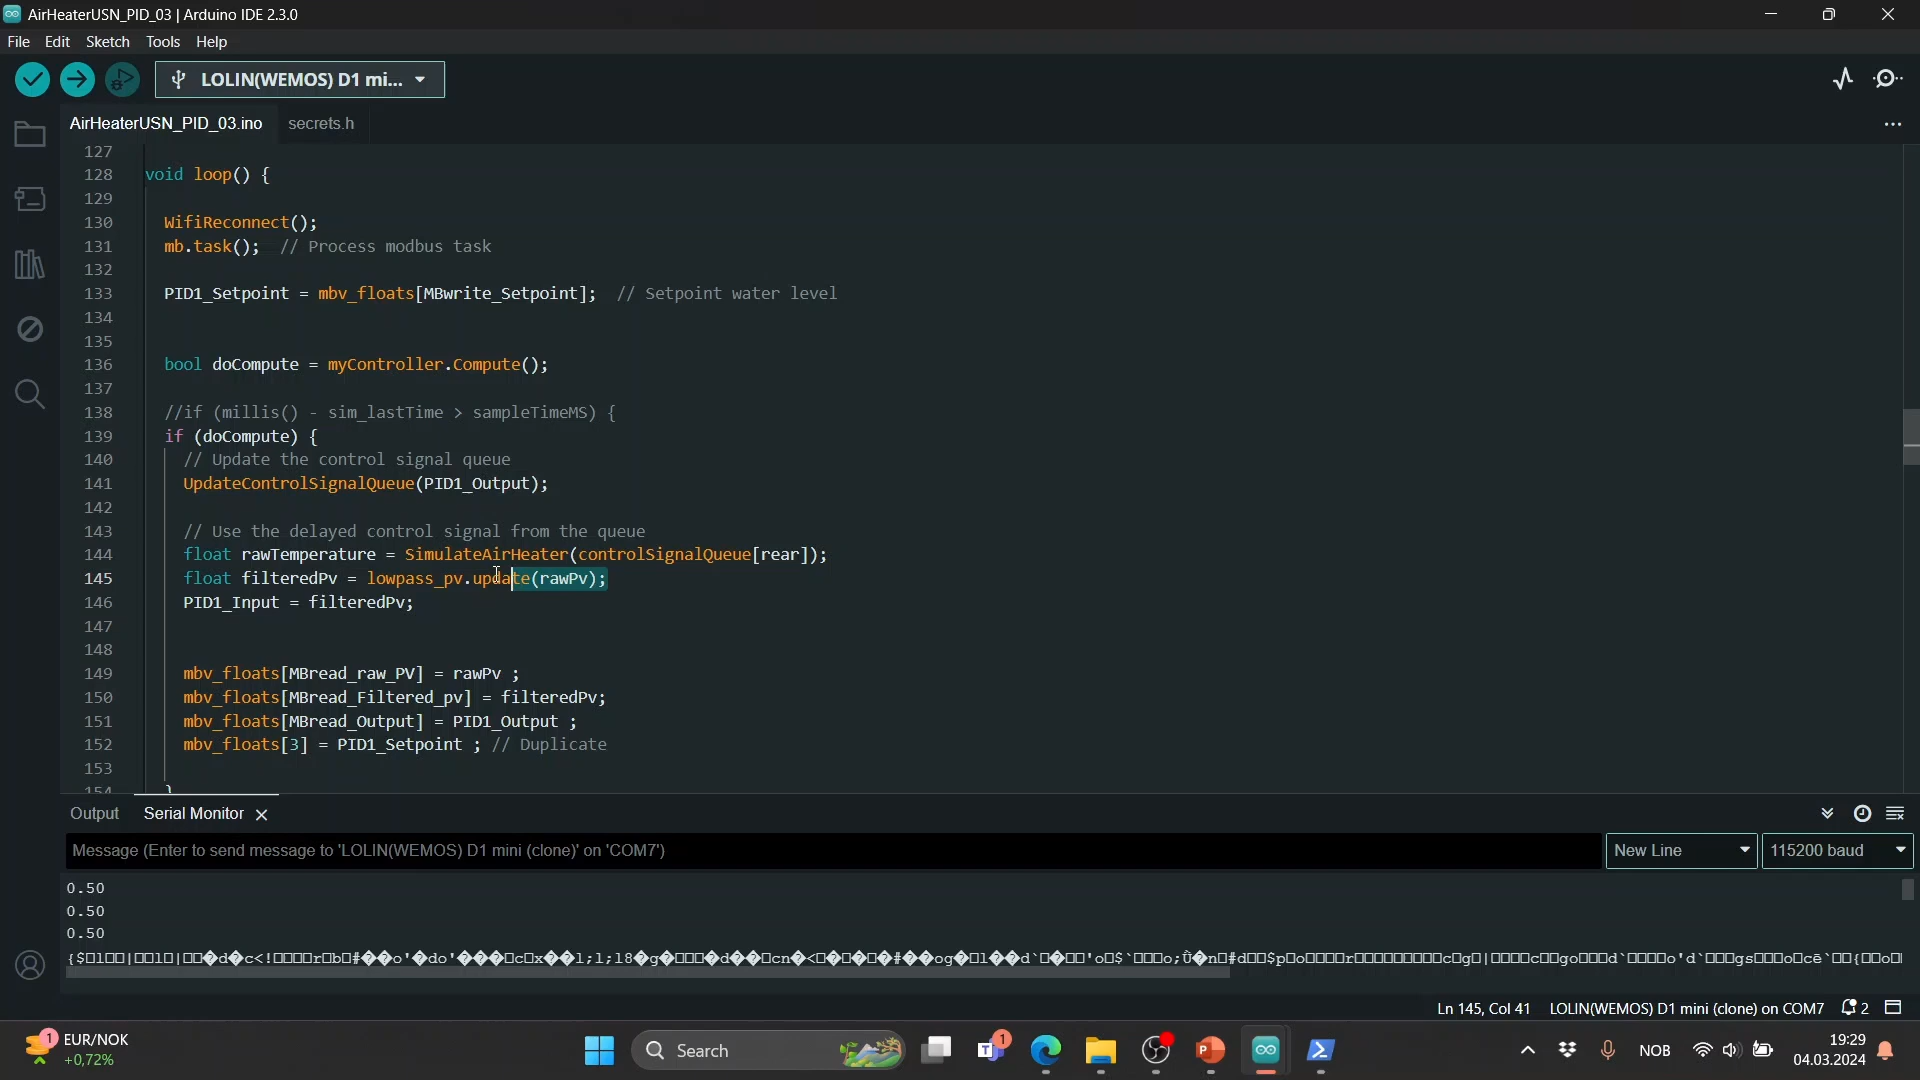 AirHeaterUSN_PID_03 | Arduino IDE 2.3.0
File Edit Sketch Tools Help
LOLIN(WEMOS) D1 mi...
AirHeaterUSN_PID_03.ino secrets.h
127
128 void loop() {
129
130 WifiReconnect();
131 mb.task(); // Process modbus task
132
133 PID1_Setpoint = mbv_floats[MBwrite_Setpoint]; // Setpoint water level
134
135
136 bool doCompute = myController.Compute();
137
138 //if (millis() - sim_lastTime > sampleTimeMS) {
139 if (doCompute) {
140 // Update the control signal queue
141 UpdateControlSignalQueue(PID1_Output);
142
143 // Use the delayed control signal from the queue
144 float rawTemperature = SimulateAirHeater(controlSignalQueue[rear]);
145 float filteredPv = lowpass_pv.update(rawPv);
146 PID1_Input = filteredPv;
147
148
149 mbv_floats[MBread_raw_PV] = rawPv ;
150 mbv_floats[MBread_Filtered_pv] = filteredPv;
151 mbv_floats[MBread_Output] = PID1_Output ;
152 mbv_floats[3] = PID1_Setpoint ; // Duplicate
153
154 }
Output Serial Monitor
Message (Enter to send message to 'LOLIN(WEMOS) D1 mini (clone)' on 'COM7') New Line 115200 baud
0.50
0.50
0.50
Ln 145, Col 41 LOLIN(WEMOS) D1 mini (clone) on COM7 2
1 EUR/NOK
+0,72%
Search
1
NOB
19:29
04.03.2024